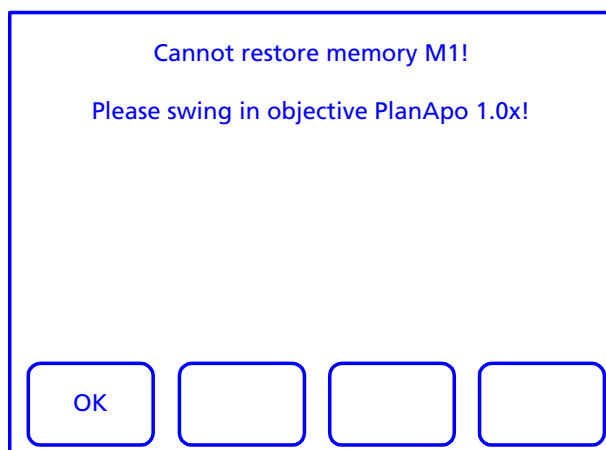 Cannot restore memory M1!
Please swing in objective PlanApo 1.0x!
OK